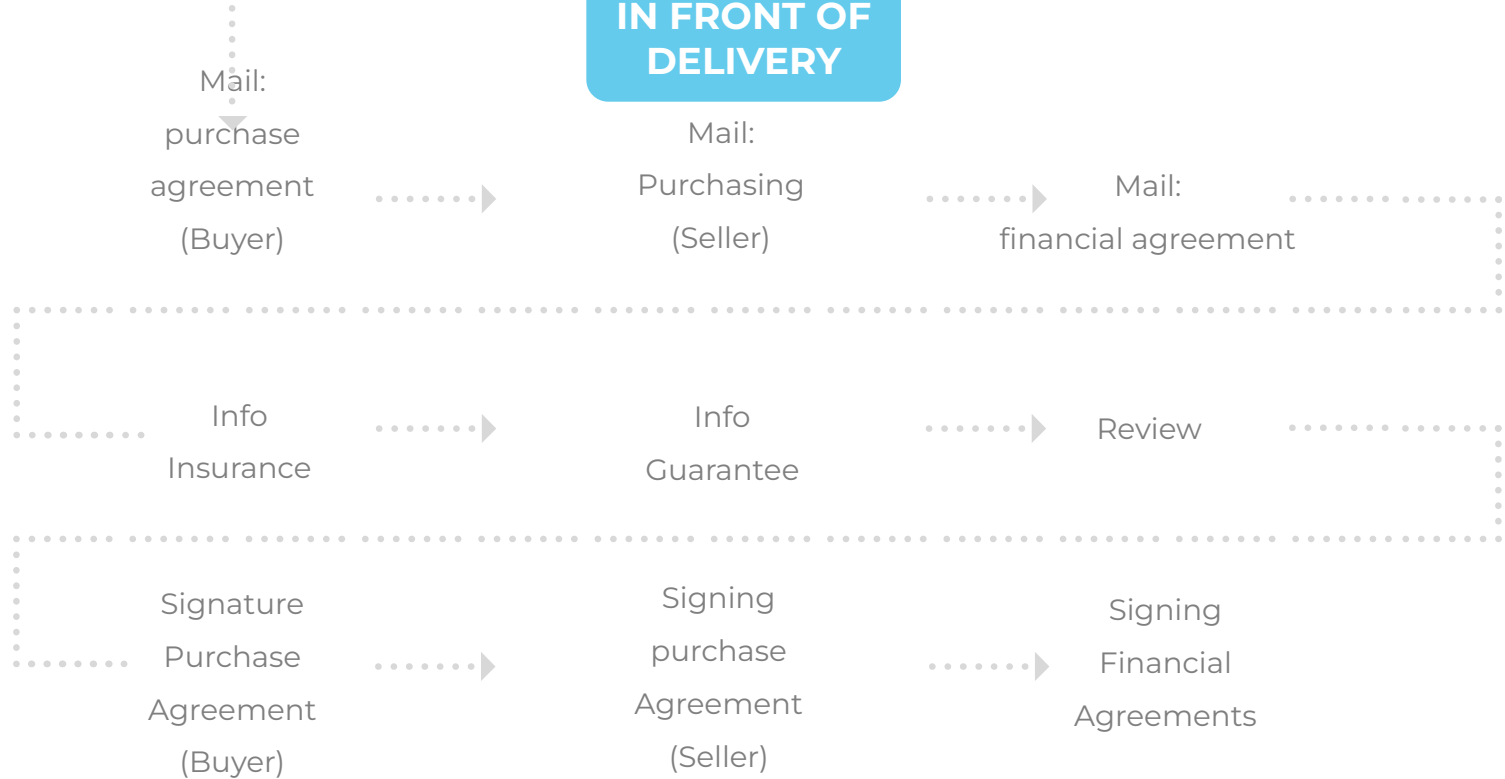 IN FRONT OF
DELIVERY
Mail:
purchase
agreement
(Buyer)
Mail:
Purchasing
(Seller)
Mail:
financial agreement
Info
Insurance
Info
Guarantee
Review
Signature
Purchase
Agreement
(Buyer)
Signing
purchase
Agreement
(Seller)
Signing
Financial
Agreements